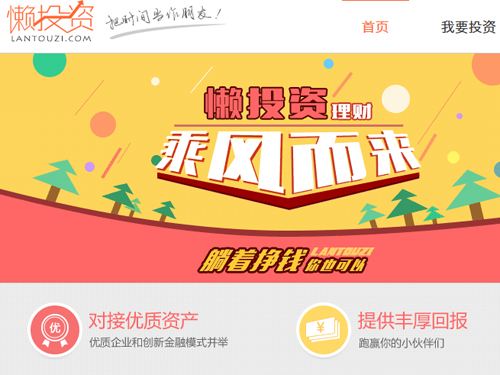 懒投资
LANTOUZI.COM
把时间当作朋友!
首页
我要投资
懒投资理财
乘风而来
躺着挣钱 LANTOUZI 你也可以
优
对接优质资产
优质企业和创新金融模式并举
¥
提供丰厚回报
跑赢你的小伙伴们